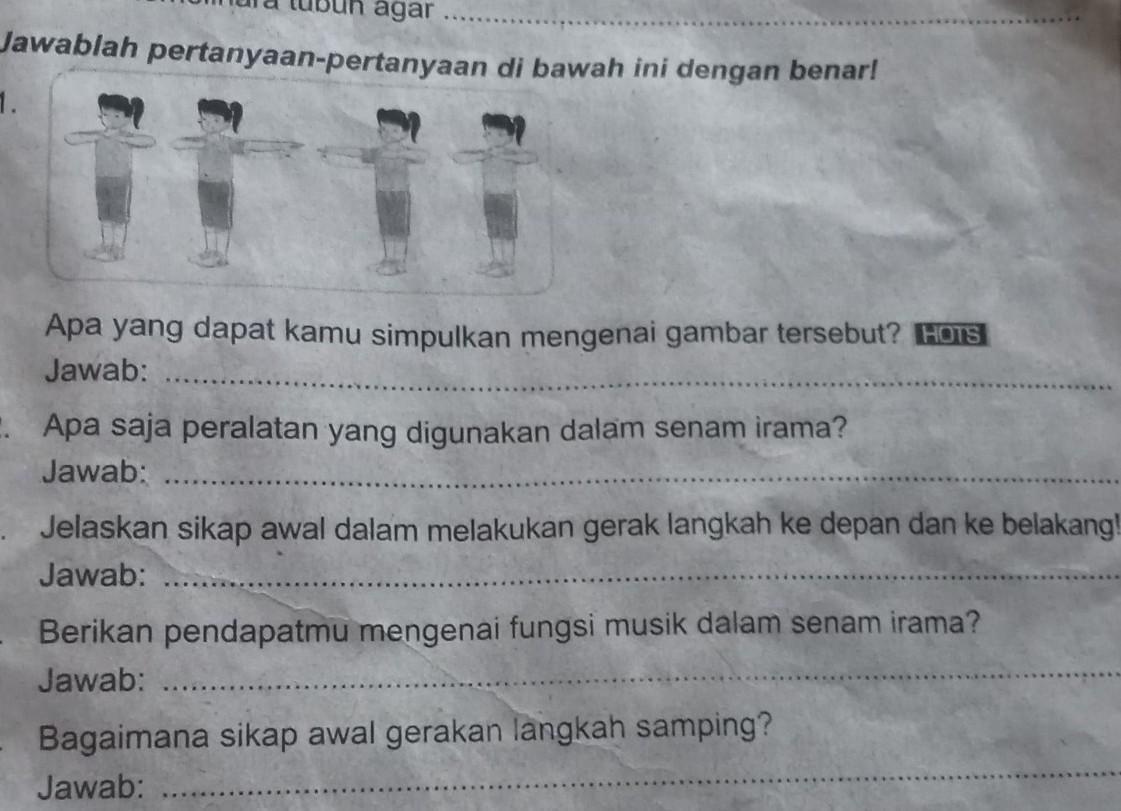 tubuh agar ........................................
Jawablah pertanyaan-pertanyaan di bawah ini dengan benar!
1.
Apa yang dapat kamu simpulkan mengenai gambar tersebut? HOTS
Jawab: ........................................
Apa saja peralatan yang digunakan dalam senam irama?
Jawab: ........................................
Jelaskan sikap awal dalam melakukan gerak langkah ke depan dan ke belakang!
Jawab: ........................................
Berikan pendapatmu mengenai fungsi musik dalam senam irama?
Jawab: ........................................
Bagaimana sikap awal gerakan langkah samping?
Jawab: ........................................